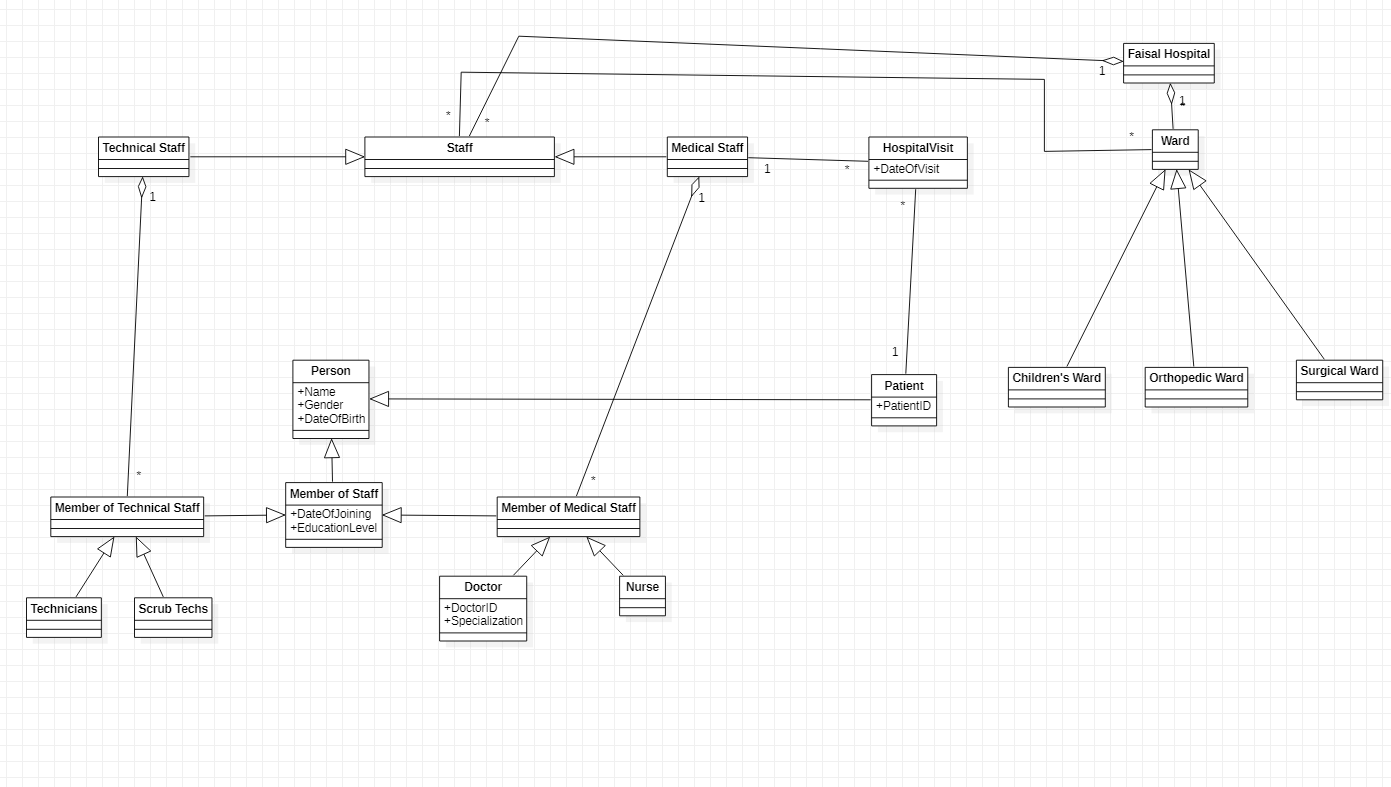 Faisal Hospital
1
1
*
*
*
Technical Staff
Staff
Medical Staff
HospitalVisit
+DateOfVisit
Ward
1
*
1
1
*
1
Person
+Name
+Gender
+DateOfBirth
Patient
+PatientID
Children's Ward
Orthopedic Ward
Surgical Ward
*
*
Member of Technical Staff
Member of Staff
+DateOfJoining
+EducationLevel
Member of Medical Staff
Technicians
Scrub Techs
Doctor
+DoctorID
+Specialization
Nurse